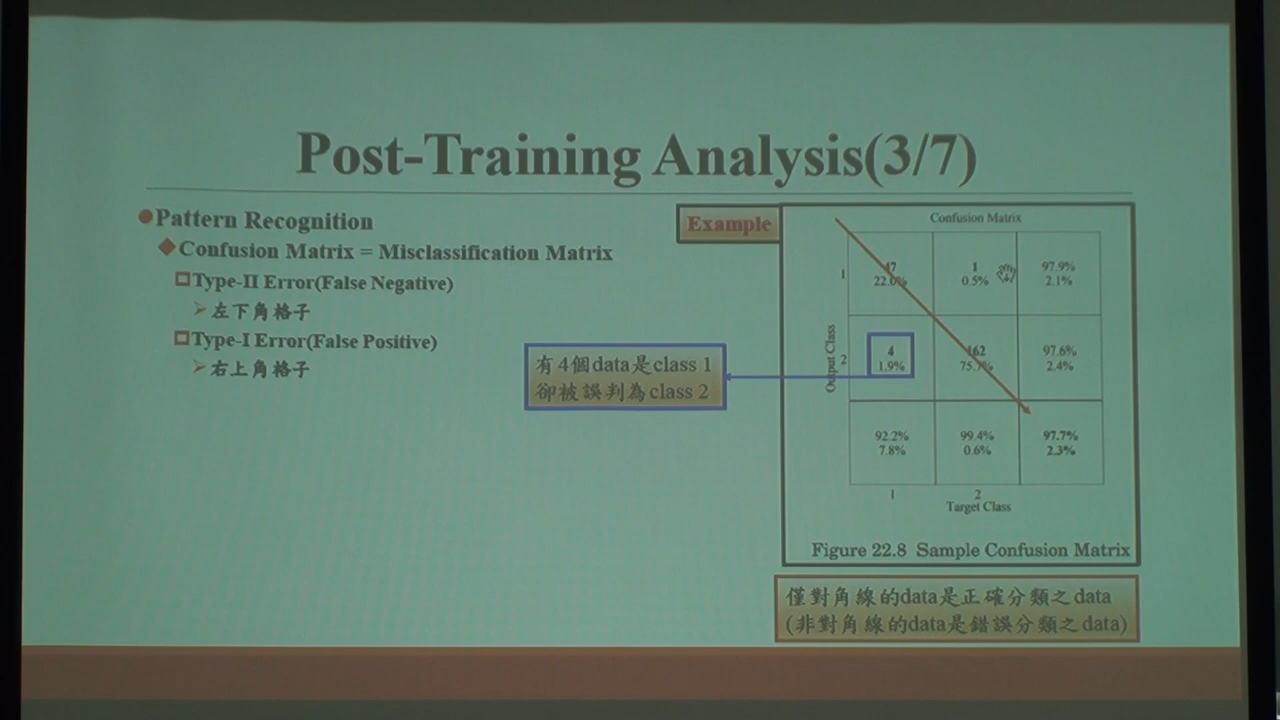 Post-Training Analysis(3/7)
Pattern Recognition
Confusion Matrix = Misclassification Matrix
Type-II Error(False Negative)
左下角格子
Type-I Error(False Positive)
右上角格子
有4個data是class 1
卻被誤判為class 2
Example
Confusion Matrix
Output Class
1
47
22.0%
1
0.5%
97.9%
2.1%
2
4
1.9%
162
75.7%
97.6%
2.4%
92.2%
7.8%
99.4%
0.6%
97.7%
2.3%
1
2
Target Class
Figure 22.8 Sample Confusion Matrix
僅對角線的data是正確分類之data
(非對角線的data是錯誤分類之data)